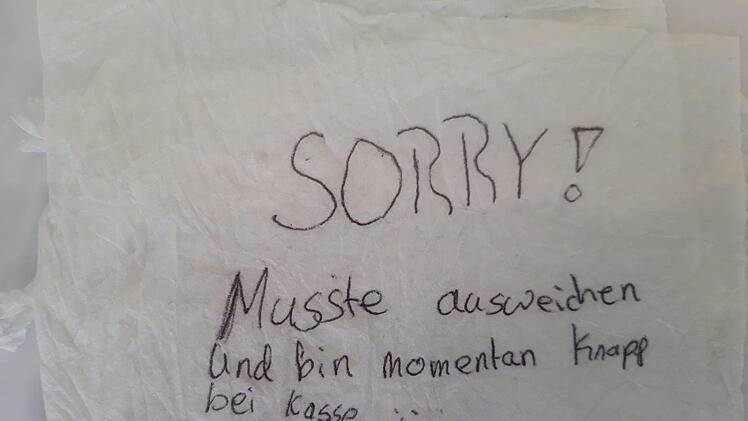 SORRY!
Musste ausweichen
und bin momentan knapp
bei Kasse ...